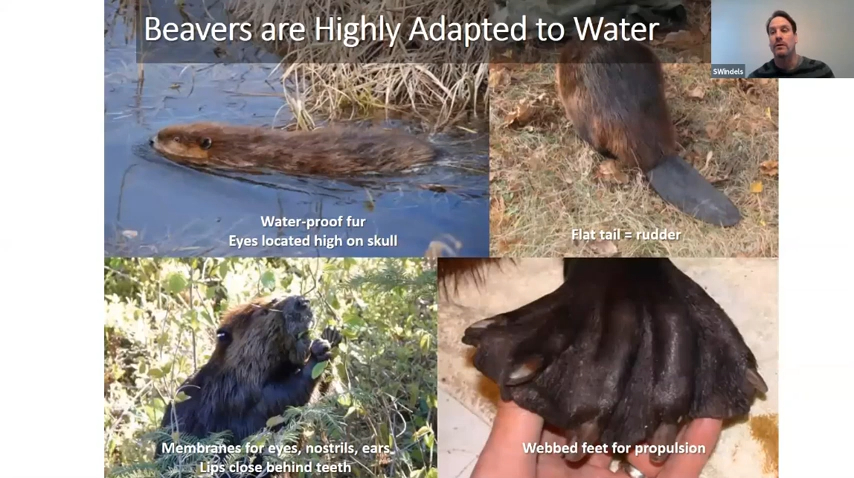 Beavers are Highly Adapted to Water
SWindels
Water-proof fur
Eyes located high on skull
Flat tail = rudder
Membranes for eyes, nostrils, ears
Lips close behind teeth
Webbed feet for propulsion